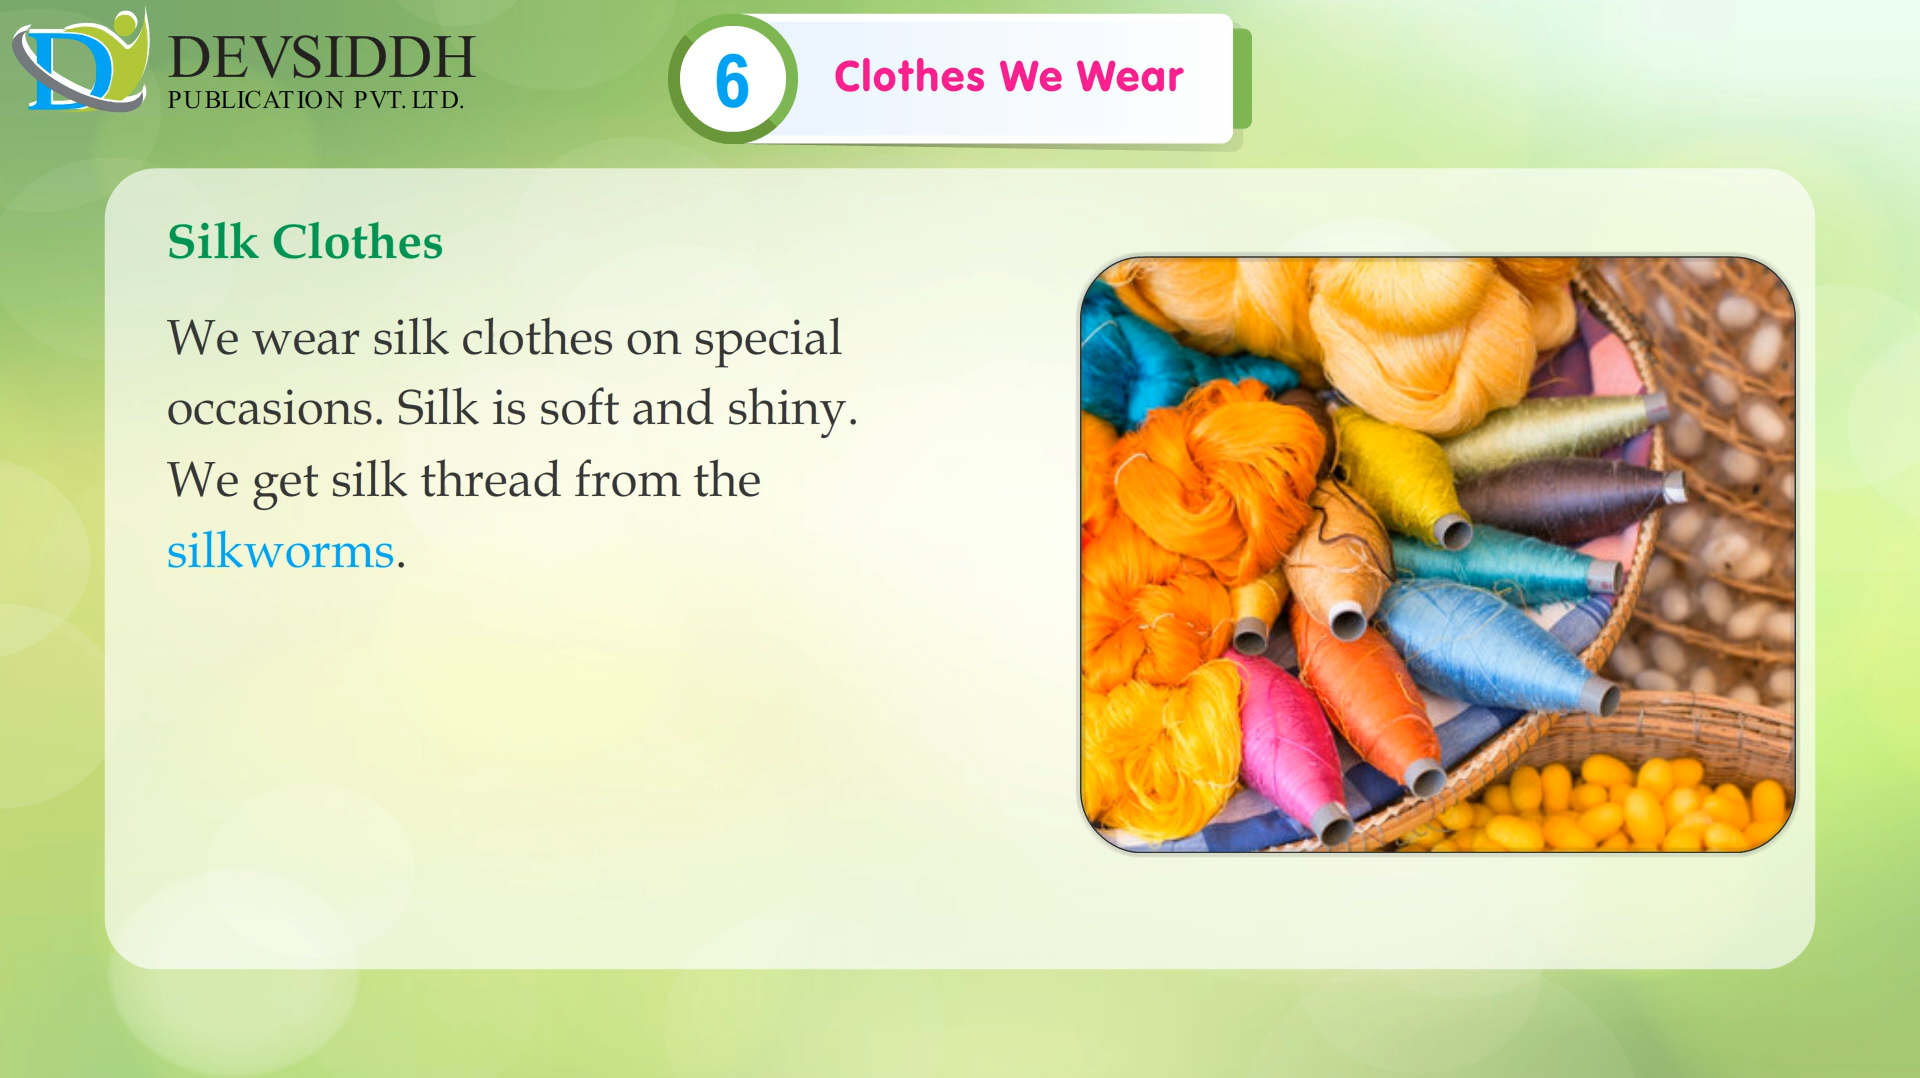 DEVSIDDH
PUBLICATION PVT. LTD.
6
Clothes We Wear
Silk Clothes
We wear silk clothes on special
occasions. Silk is soft and shiny.
We get silk thread from the
silkworms.